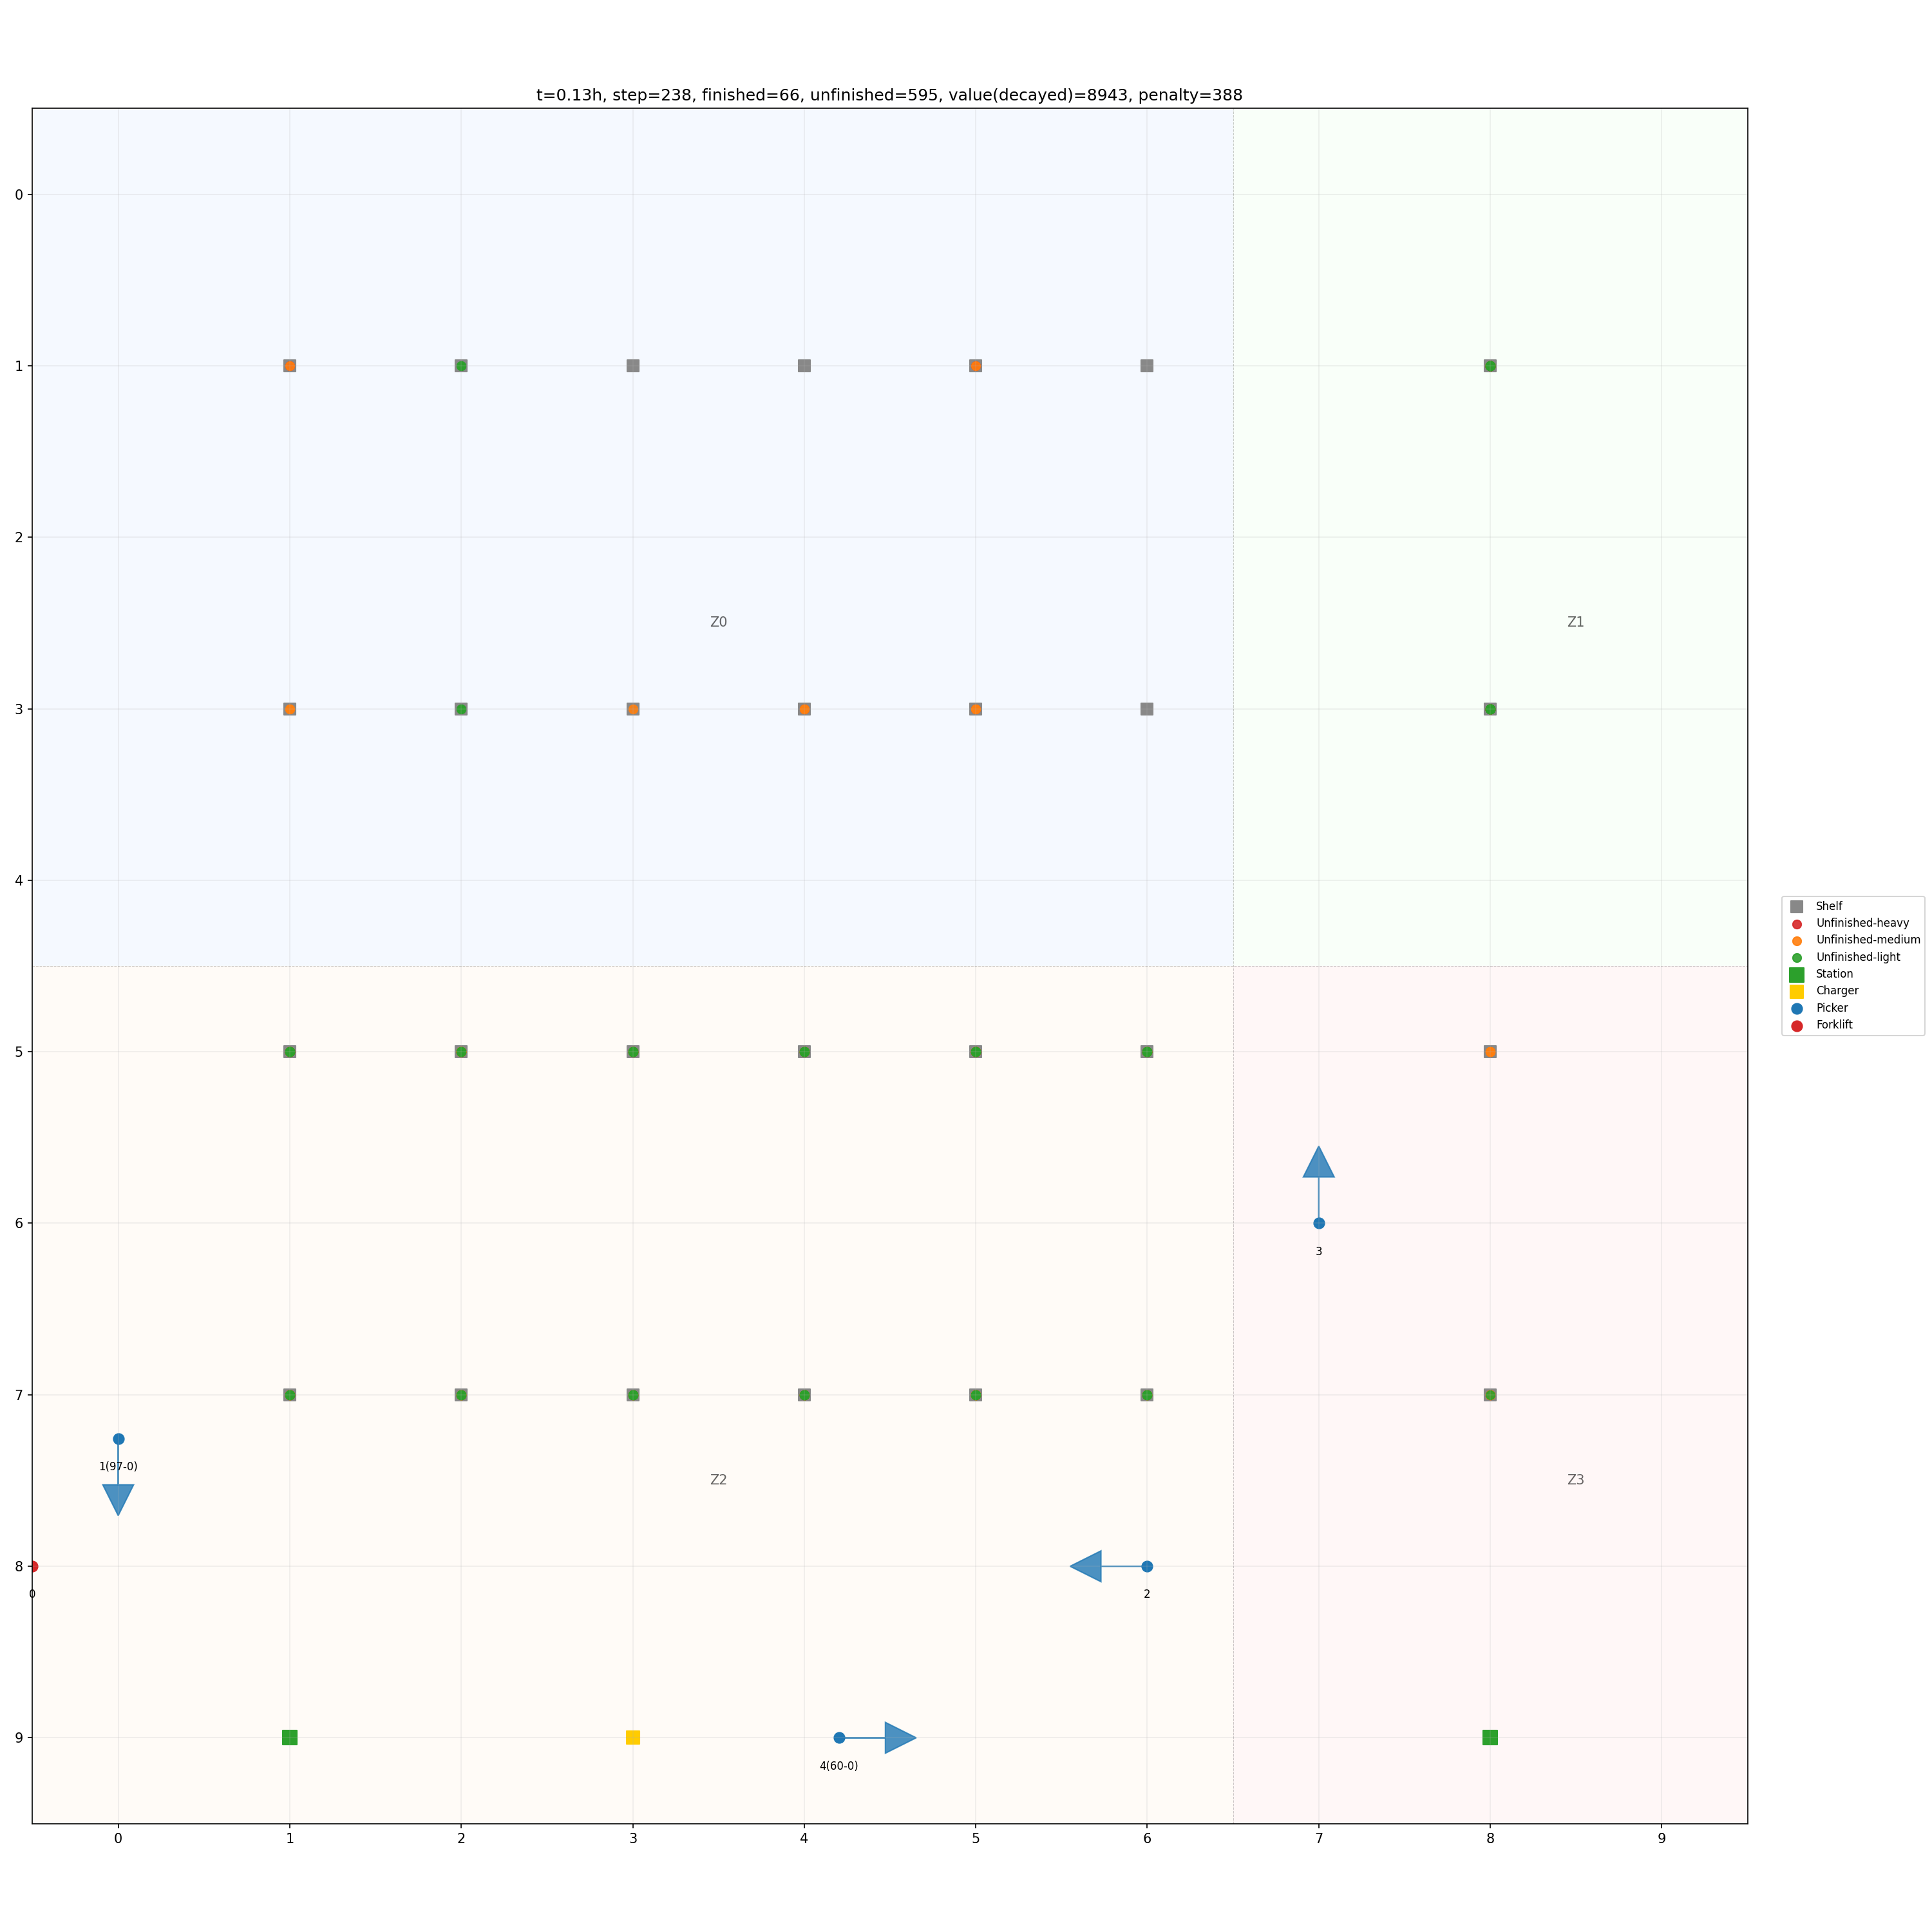 t=0.13h, step=238, finished=66, unfinished=595, value(decayed)=8943, penalty=388
0
1
2
Z0
Z1
3
4
Shelf
Unfinished-heavy
Unfinished-medium
Unfinished-light
Station
Charger
Picker
Forklift
5
6
3
7
1(97-0)
Z2
Z3
8
0
2
9
4(60-0)
0
1
2
3
4
5
6
7
8
9